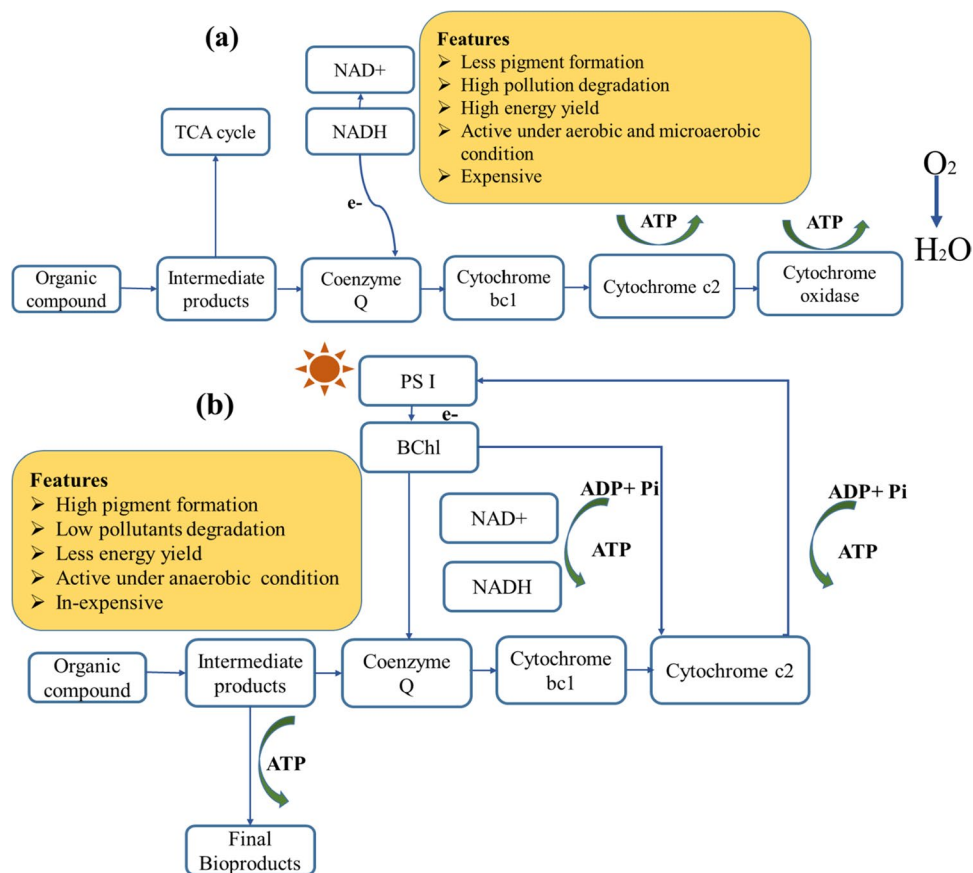 (a)
NAD+
NADH
TCA cycle
e-
Features
➢ Less pigment formation
➢ High pollution degradation
➢ High energy yield
➢ Active under aerobic and microaerobic
condition
➢ Expensive
O2
H2O
ATP
ATP
Organic
compound
Intermediate
products
Coenzyme
Q
Cytochrome
bc1
Cytochrome c2
Cytochrome
oxidase
(b)
PS I
e-
BChl
Features
➢ High pigment formation
➢ Low pollutants degradation
➢ Less energy yield
➢ Active under anaerobic condition
➢ In-expensive
NAD+
NADH
ADP+ Pi
ATP
ADP+ Pi
ATP
Organic
compound
Intermediate
products
Coenzyme
Q
Cytochrome
bc1
Cytochrome c2
ATP
Final
Bioproducts